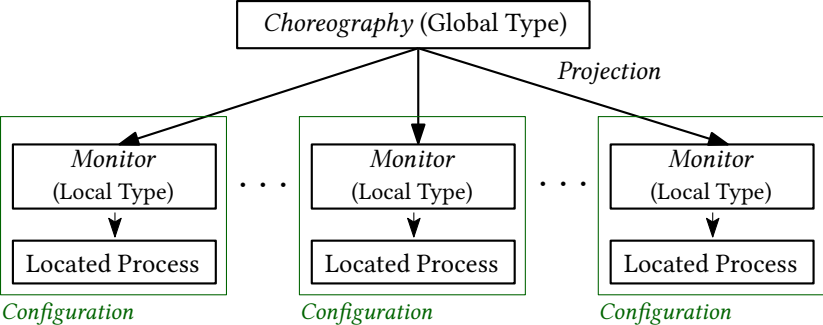 Choreography (Global Type)
Projection
Monitor
(Local Type)
Located Process
Configuration
. . .
Monitor
(Local Type)
Located Process
Configuration
. . .
Monitor
(Local Type)
Located Process
Configuration